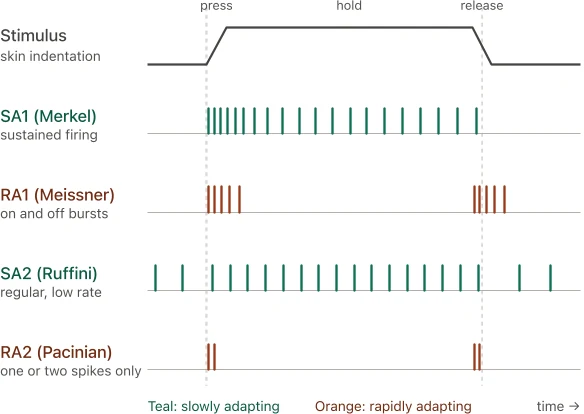 press hold release
Stimulus
skin indentation
SA1 (Merkel)
sustained firing
RA1 (Meissner)
on and off bursts
SA2 (Ruffini)
regular, low rate
RA2 (Pacinian)
one or two spikes only
Teal: slowly adapting Orange: rapidly adapting time →